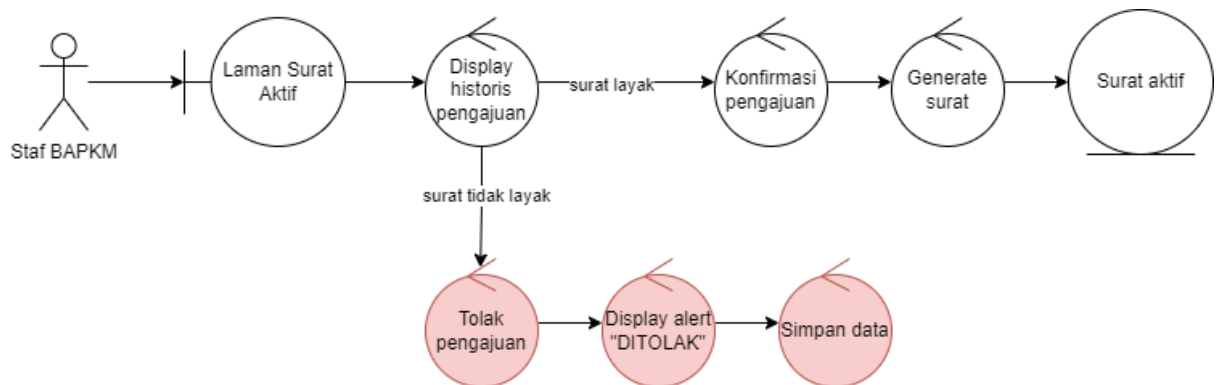 Staf BAPKM
Laman Surat
Aktif
Display
historis
pengajuan
surat layak
Konfirmasi
pengajuan
Generate
surat
Surat aktif
surat tidak layak
Tolak
pengajuan
Display alert
"DITOLAK"
Simpan data